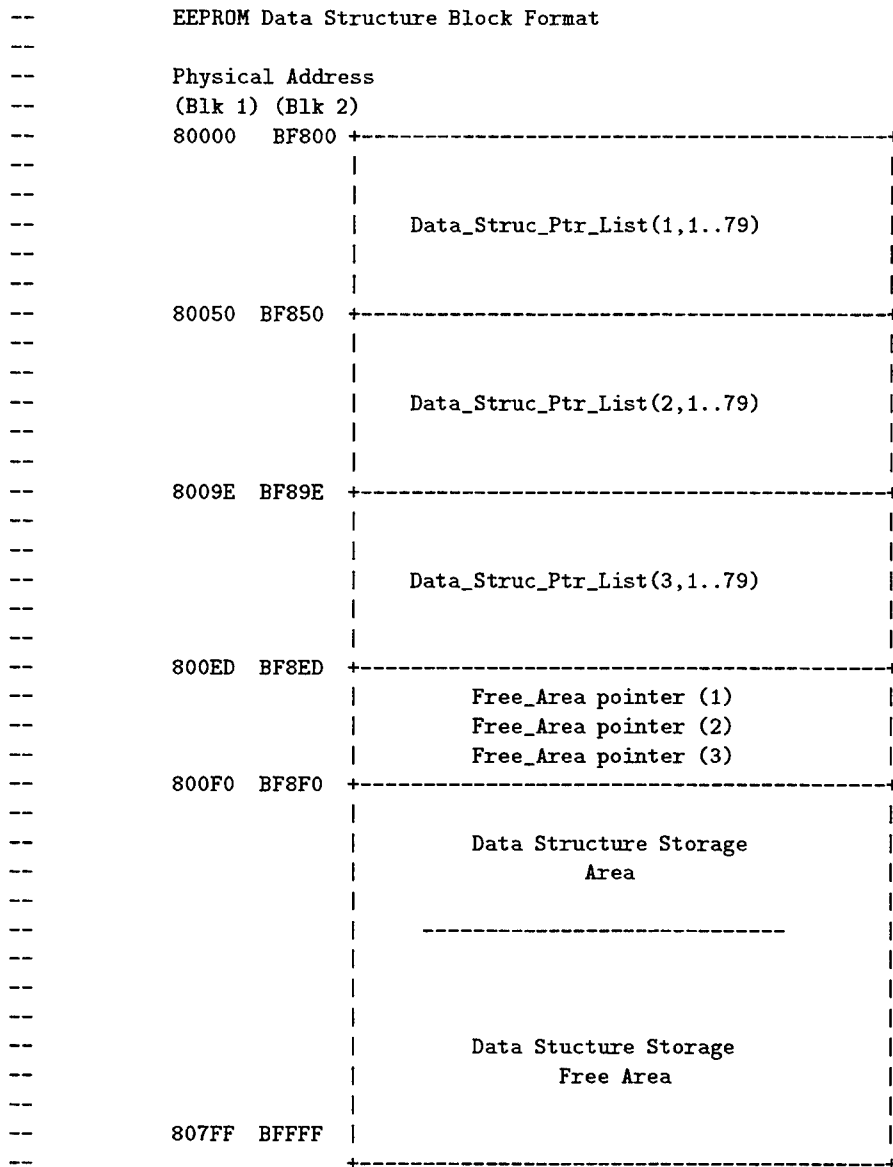 -- EEPROM Data Structure Block Format
--
-- Physical Address
-- (Blk 1) (Blk 2)
-- 80000 BF800 +--------------------------------------------+
-- | |
-- | |
-- | Data_Struc_Ptr_List(1,1..79) |
-- | |
-- | |
-- 80050 BF850 +--------------------------------------------+
-- | |
-- | |
-- | Data_Struc_Ptr_List(2,1..79) |
-- | |
-- | |
-- 8009E BF89E +--------------------------------------------+
-- | |
-- | |
-- | Data_Struc_Ptr_List(3,1..79) |
-- | |
-- | |
-- 800ED BF8ED +--------------------------------------------+
-- | Free_Area pointer (1) |
-- | Free_Area pointer (2) |
-- | Free_Area pointer (3) |
-- 800F0 BF8F0 +--------------------------------------------+
-- | |
-- | Data Structure Storage |
-- | Area |
-- | |
-- | ------------------------------ |
-- | |
-- | |
-- | |
-- | Data Stucture Storage |
-- | Free Area |
-- | |
-- 807FF BFFFF | |
-- +--------------------------------------------+